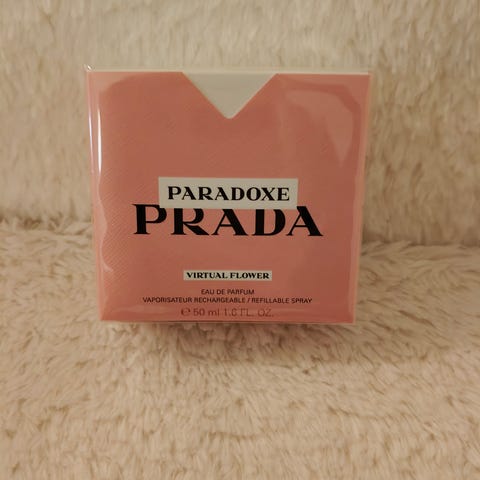 PARADOXE
PRADA
VIRTUAL FLOWER
EAU DE PARFUM
VAPORISATEUR RECHARGEABLE / REFILLABLE SPRAY
℮ 50 ml 1.6 FL. OZ.